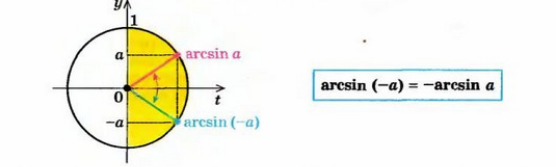 y
1
a
arcsin a
0
t
arcsin (−a) = −arcsin a
−a
arcsin (−a)